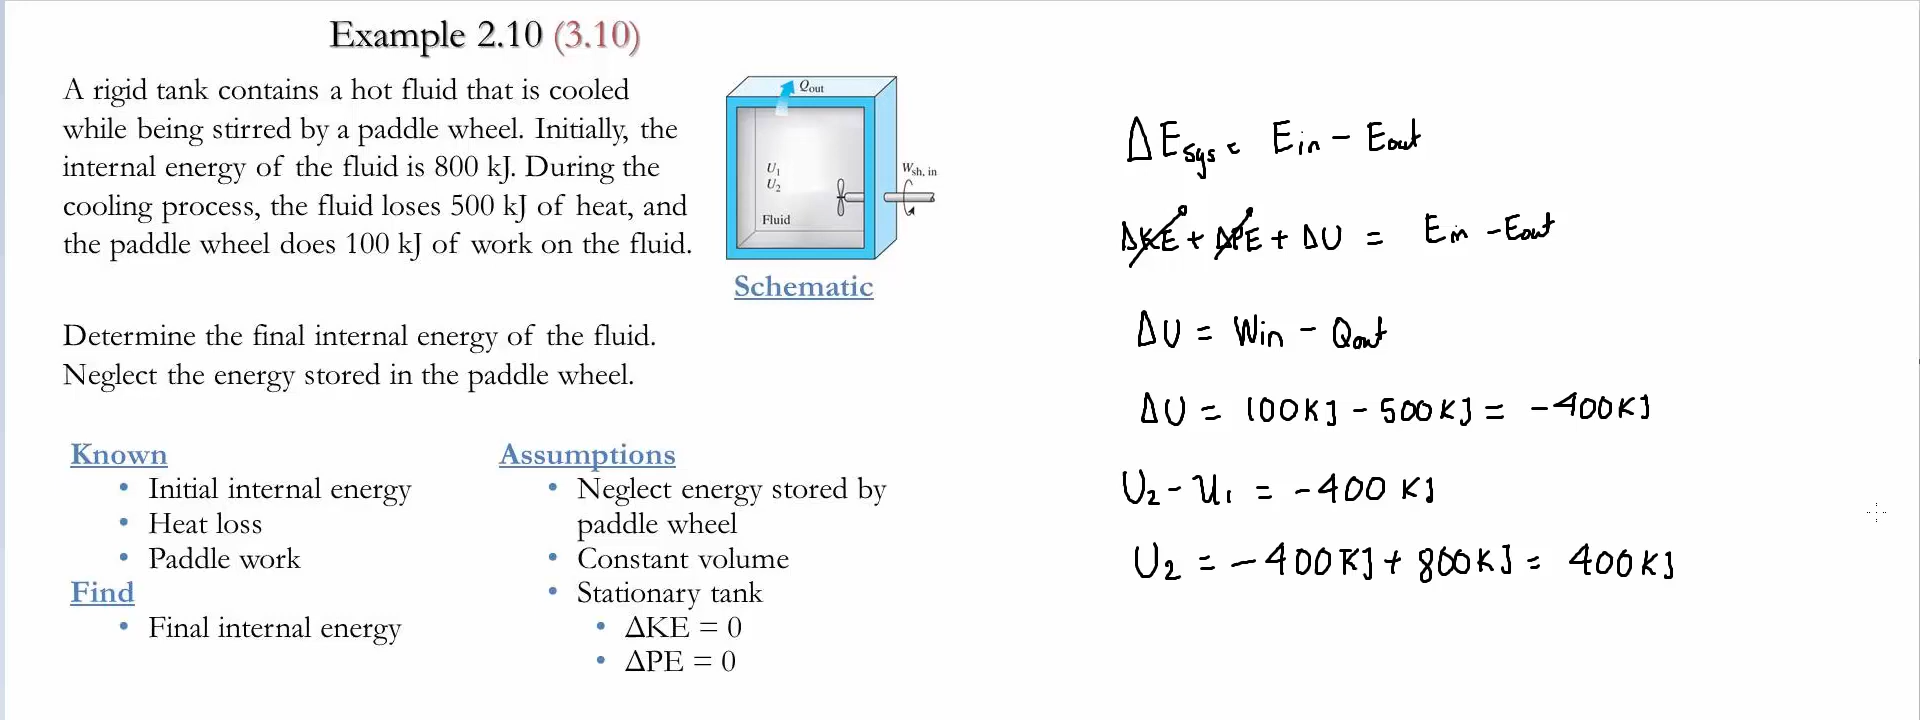 Example 2.10 (3.10)
A rigid tank contains a hot fluid that is cooled
while being stirred by a paddle wheel. Initially, the
internal energy of the fluid is 800 kJ. During the
cooling process, the fluid loses 500 kJ of heat, and
the paddle wheel does 100 kJ of work on the fluid.
Qout
U1
U2
Fluid
Wsh, in
Schematic
Determine the final internal energy of the fluid.
Neglect the energy stored in the paddle wheel.
Known
• Initial internal energy
• Heat loss
• Paddle work
Find
• Final internal energy
Assumptions
• Neglect energy stored by
paddle wheel
• Constant volume
• Stationary tank
• ΔKE = 0
• ΔPE = 0
ΔEsys = Ein - Eout
ΔKE + ΔPE + ΔU = Ein - Eout
ΔU = Win - Qout
ΔU = 100KJ - 500KJ = -400KJ
U2 - U1 = -400 KJ
U2 = -400KJ + 800KJ = 400KJ